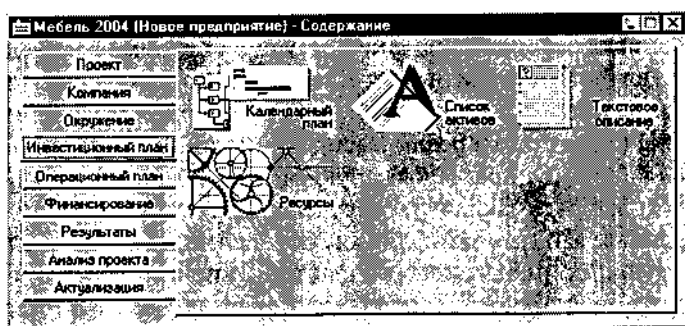 Мебель 2004 (Новое предприятие) - Содержание
Проект
Компания
Окружение
Инвестиционный план
Операционный план
Финансирование
Результаты
Анализ проекта
Актуализация
Календарный
план
Список
активов
Текстовое
описание
Ресурсы